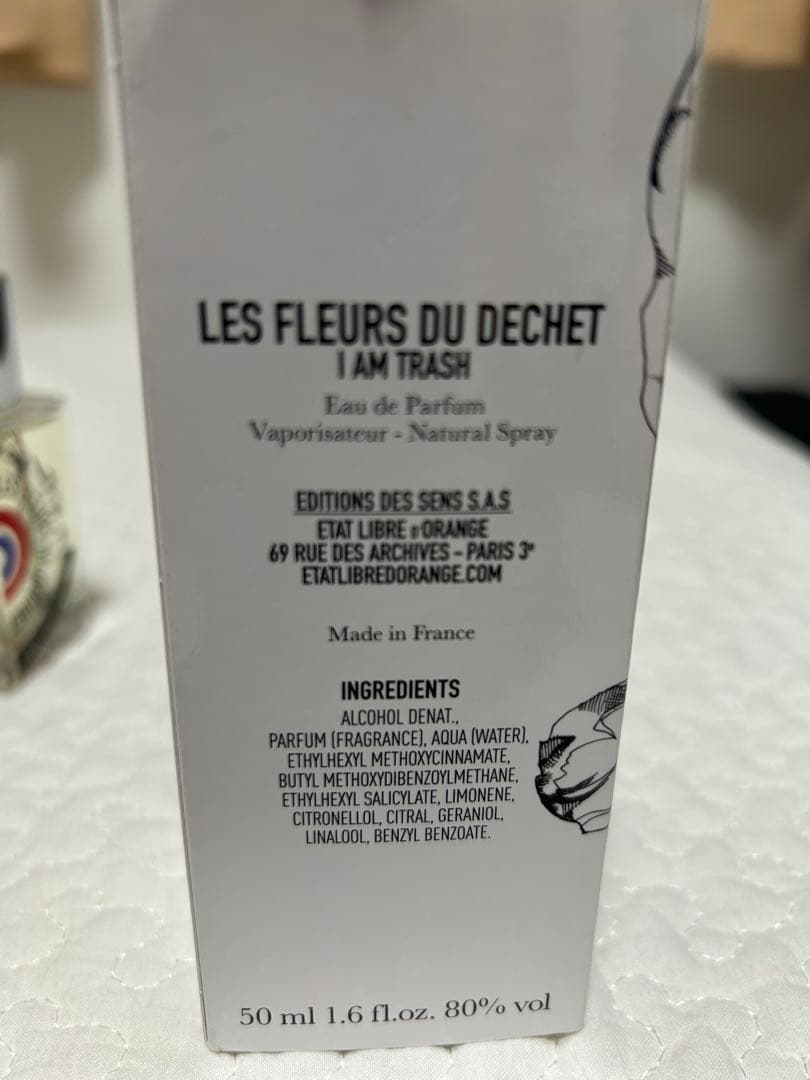 LES FLEURS DU DECHET
I AM TRASH
Eau de Parfum
Vaporisateur - Natural Spray
EDITIONS DES SENS S.A.S
ETAT LIBRE D'ORANGE
69 RUE DES ARCHIVES - PARIS 3e
ETATLIBREDORANGE.COM
Made in France
INGREDIENTS
ALCOHOL DENAT.,
PARFUM (FRAGRANCE), AQUA (WATER),
ETHYLHEXYL METHOXYCINNAMATE,
BUTYL METHOXYDIBENZOYLMETHANE,
ETHYLHEXYL SALICYLATE, LIMONENE,
CITRONELLOL, CITRAL, GERANIOL,
LINALOOL, BENZYL BENZOATE.
50 ml 1.6 fl.oz. 80% vol